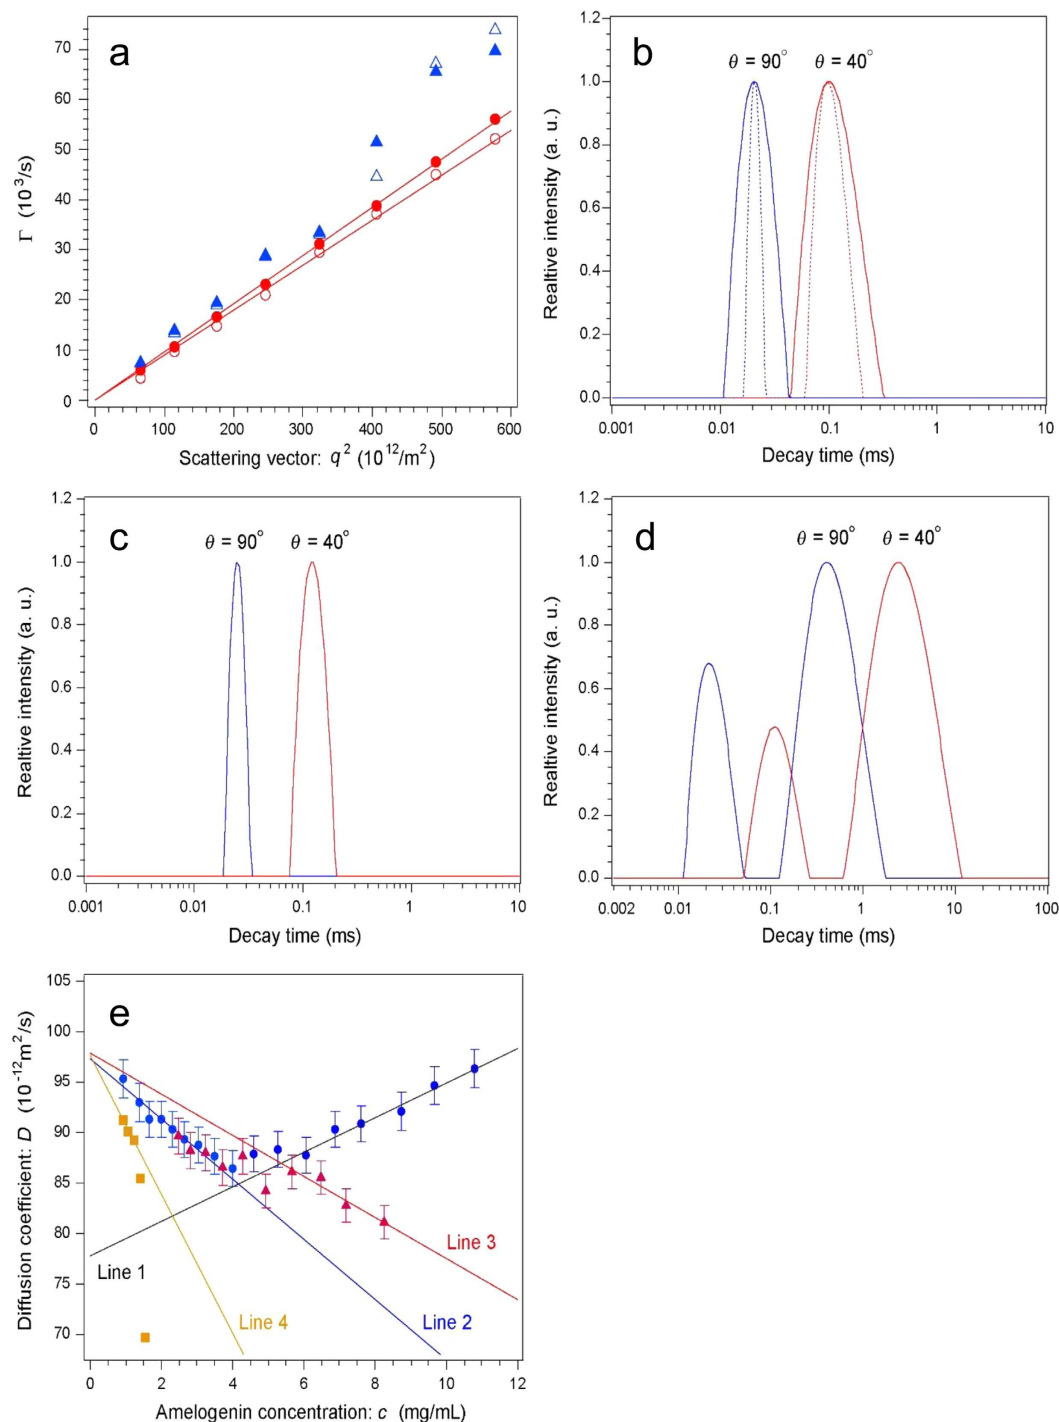 a
70
60
50
40
30
20
10
0
Γ (10³/s)
0 100 200 300 400 500 600
Scattering vector: q² (10¹²/m²)
b
θ = 90° θ = 40°
1.2
1.0
0.8
0.6
0.4
0.2
0.0
Realtive intensity (a. u.)
0.001 0.01 0.1 1 10
Decay time (ms)
c
θ = 90° θ = 40°
1.2
1.0
0.8
0.6
0.4
0.2
0.0
Realtive intensity (a. u.)
0.001 0.01 0.1 1 10
Decay time (ms)
d
θ = 90° θ = 40°
1.2
1.0
0.8
0.6
0.4
0.2
0.0
Realtive intensity (a. u.)
0.002 0.01 0.1 1 10 100
Decay time (ms)
e
105
100
95
90
85
80
75
70
Diffusion coefficient: D (10⁻¹²m²/s)
Line 1
Line 4
Line 2
Line 3
0 2 4 6 8 10 12
Amelogenin concentration: c (mg/mL)